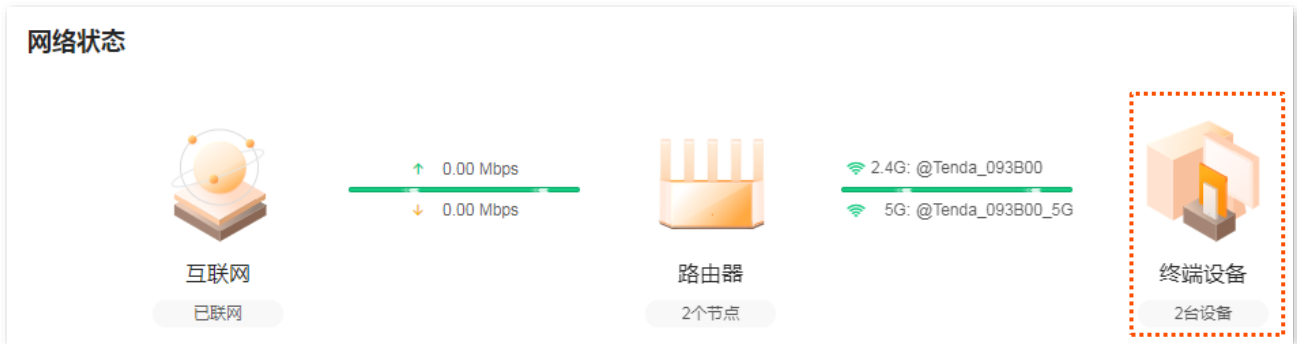 网络状态
↑ 0.00 Mbps
↓ 0.00 Mbps
2.4G: @Tenda_093B00
5G: @Tenda_093B00_5G
互联网
路由器
终端设备
已联网
2个节点
2台设备